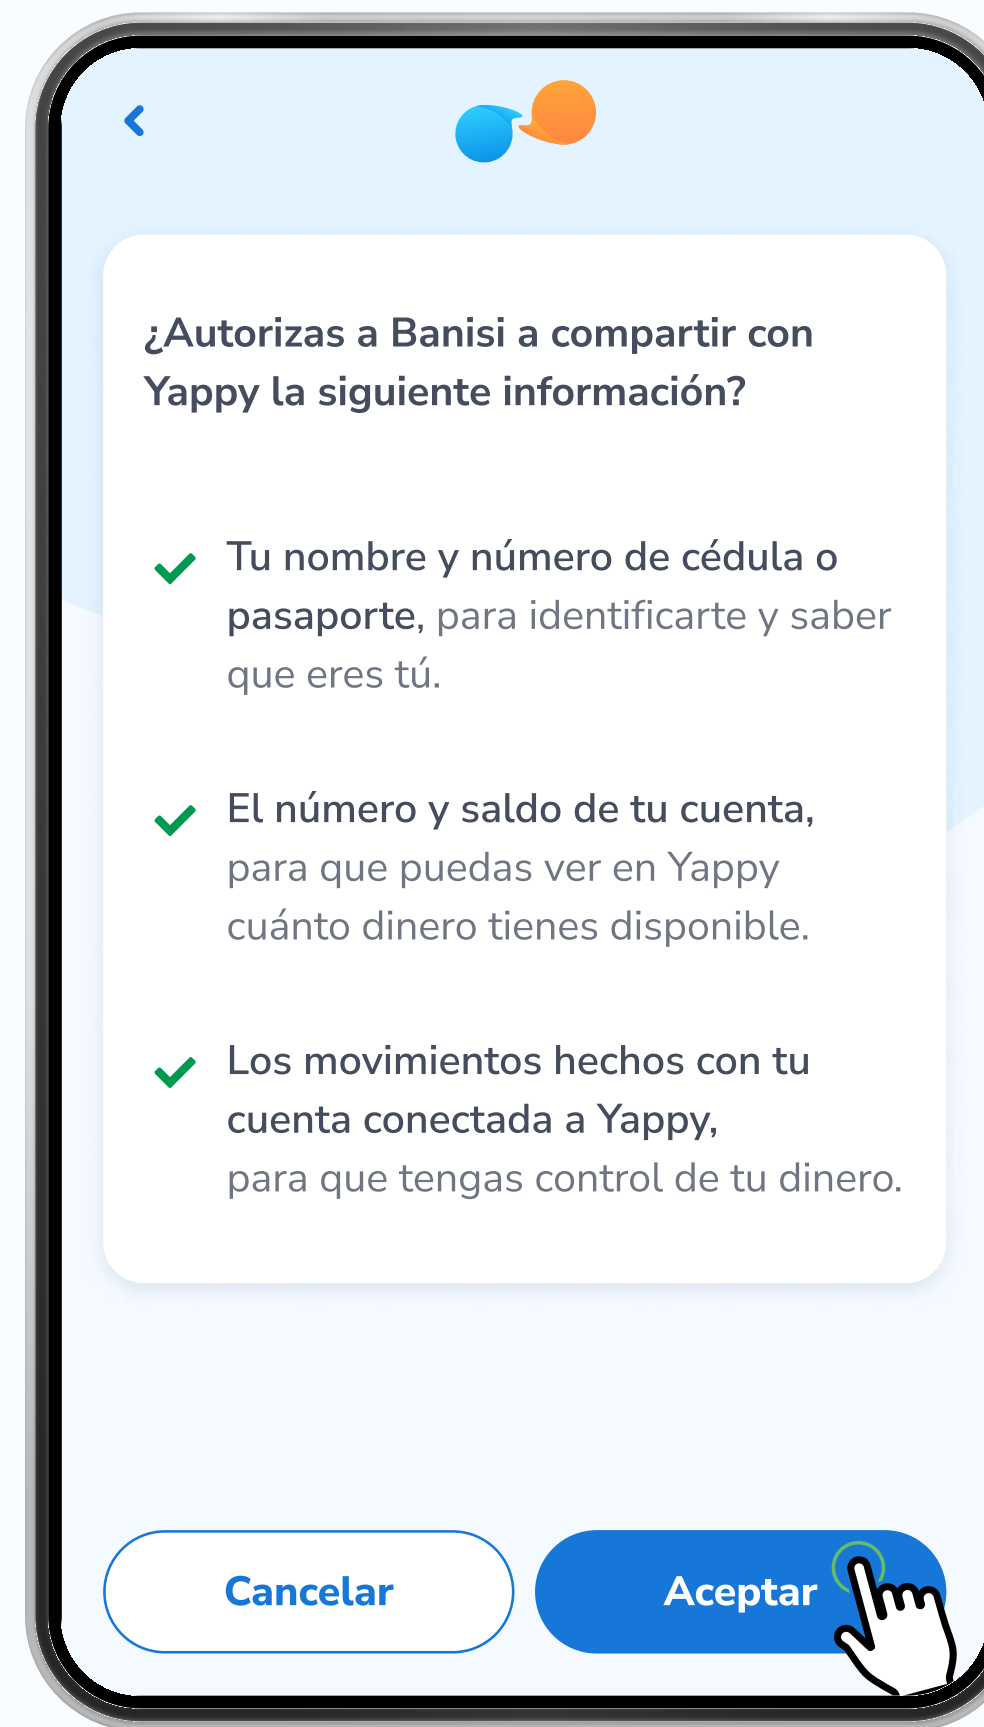 ¿Autorizas a Banisi a compartir con
Yappy la siguiente información?
Tu nombre y número de cédula o
pasaporte, para identificarte y saber
que eres tú.
El número y saldo de tu cuenta,
para que puedas ver en Yappy
cuánto dinero tienes disponible.
Los movimientos hechos con tu
cuenta conectada a Yappy,
para que tengas control de tu dinero.
Cancelar
Aceptar